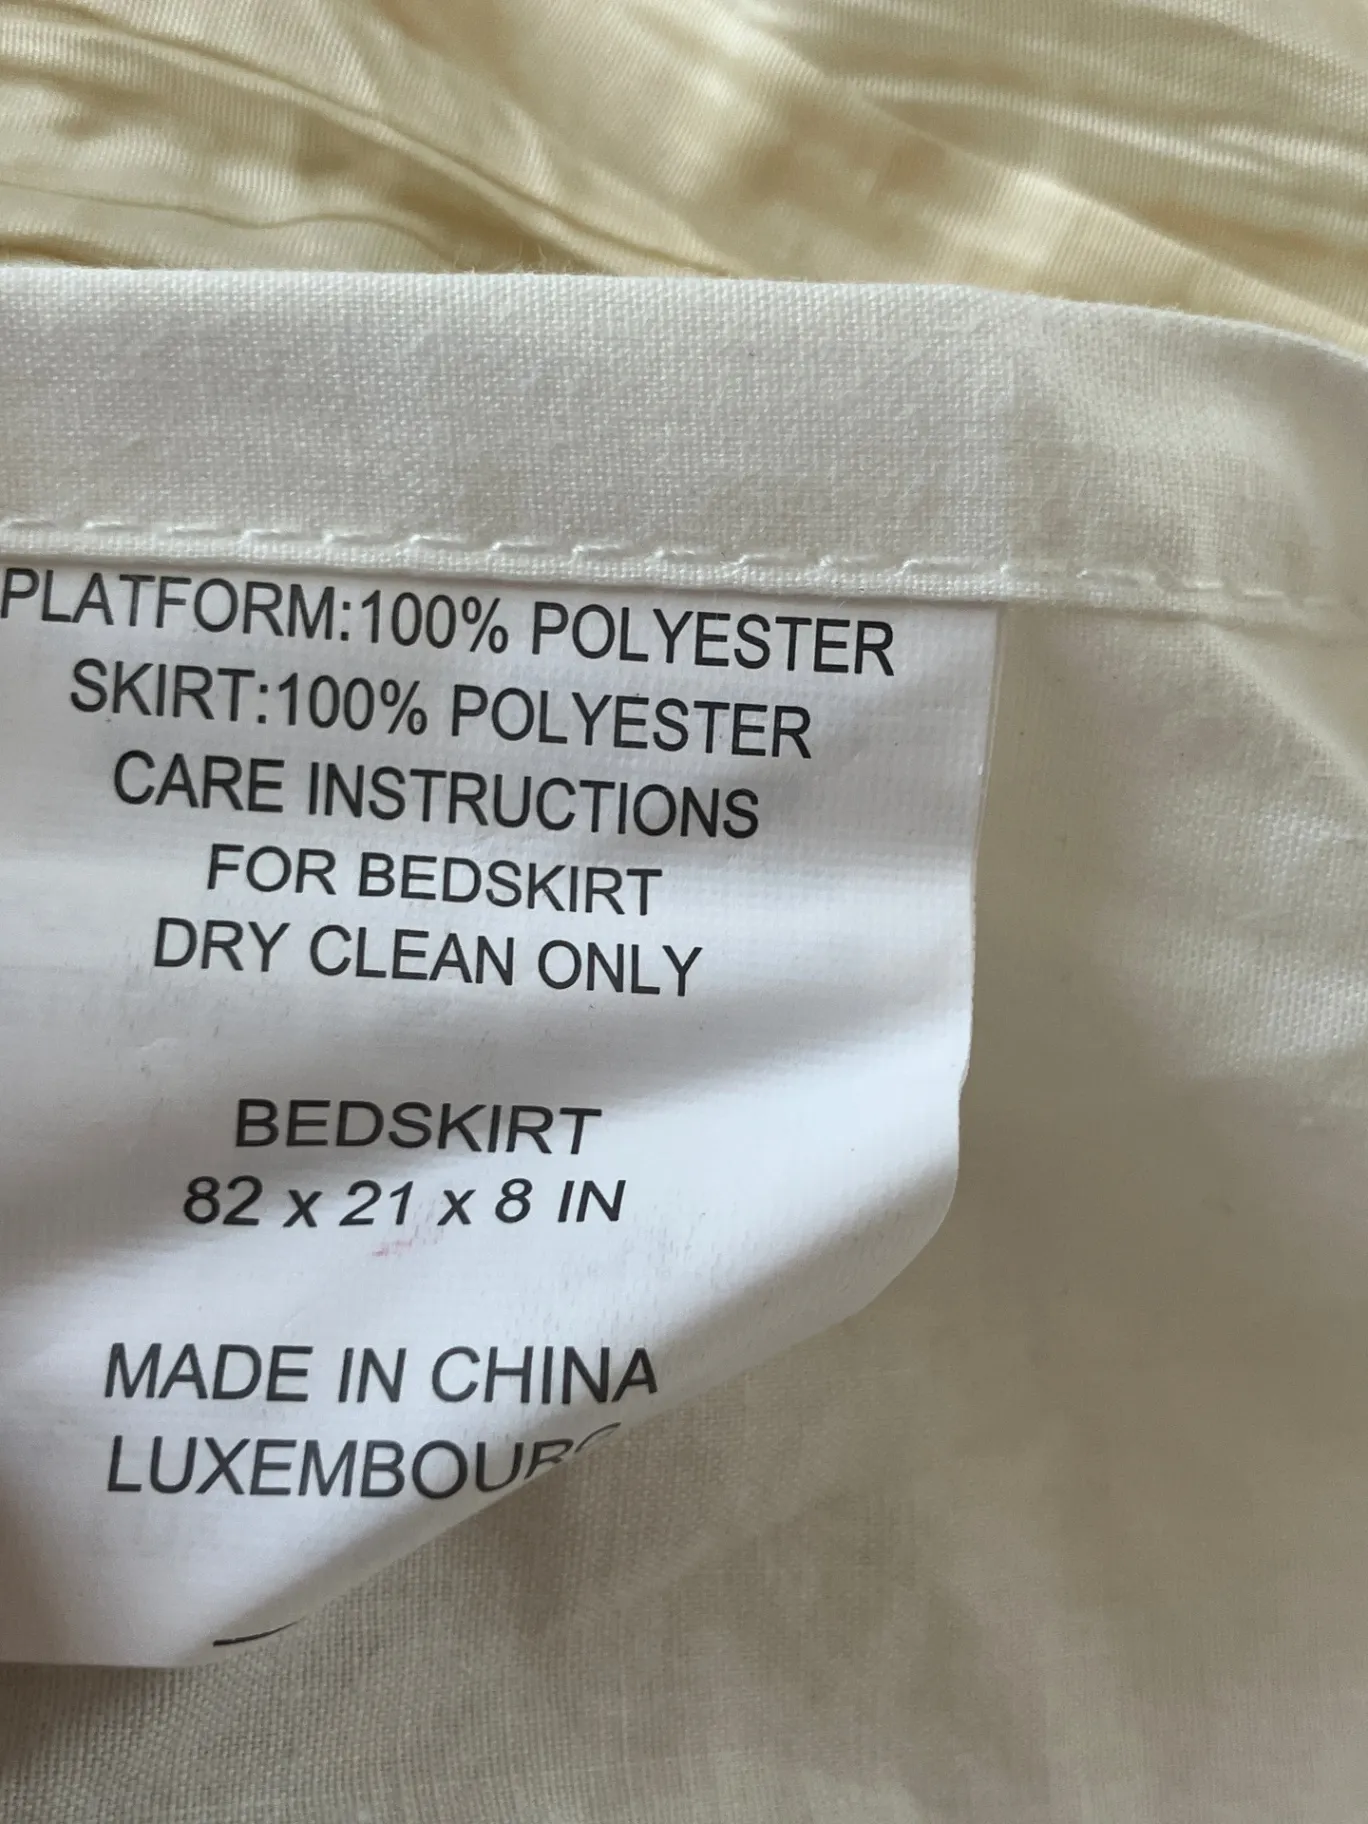 PLATFORM:100% POLYESTER
SKIRT:100% POLYESTER
CARE INSTRUCTIONS
FOR BEDSKIRT
DRY CLEAN ONLY
BEDSKIRT
82 x 21 x 8 IN
MADE IN CHINA